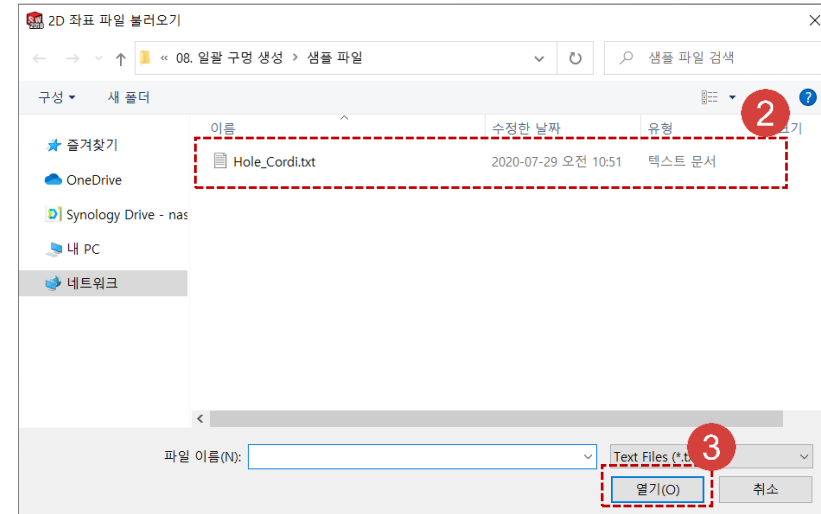 2D 좌표 파일 불러오기
« 08. 일괄 구멍 생성 > 샘플 파일
샘플 파일 검색
구성 새 폴더
2
이름 수정한 날짜 유형
즐겨찾기
Hole_Cordi.txt 2020-07-29 오전 10:51 텍스트 문서
OneDrive
Synology Drive - nas
내 PC
네트워크
파일 이름(N): Text Files (*.t
3
열기(O) 취소